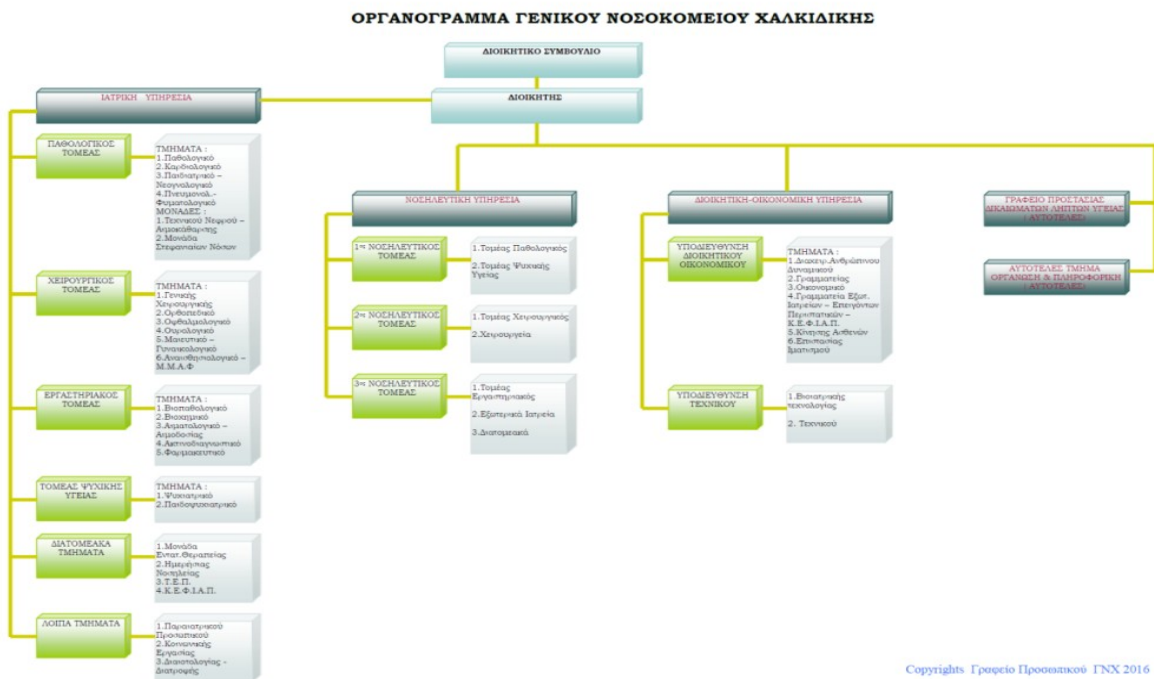 ΟΡΓΑΝΟΓΡΑΜΜΑ ΓΕΝΙΚΟΥ ΝΟΣΟΚΟΜΕΙΟΥ ΧΑΛΚΙΔΙΚΗΣ
ΔΙΟΙΚΗΤΙΚΟ ΣΥΜΒΟΥΛΙΟ
ΔΙΟΙΚΗΤΗΣ
ΙΑΤΡΙΚΗ ΥΠΗΡΕΣΙΑ
ΠΑΘΟΛΟΓΙΚΟΣ
ΤΟΜΕΑΣ
ΤΜΗΜΑΤΑ :
1.Παθολογικό
2.Καρδιολογικό
3.Παιδιατρικό –
Νεογνολογικό
4.Πνευμονολ.-
Φυματολογικό
ΜΟΝΑΔΕΣ :
1.Τεχνικού Νεφρού –
Αιμοκάθαρσης
2.Μονάδα
Στεφανιαίων Νόσων
ΧΕΙΡΟΥΡΓΙΚΟΣ
ΤΟΜΕΑΣ
ΤΜΗΜΑΤΑ :
1.Γενικής
Χειρουργικής
2.Ορθοπεδικό
3.Οφθαλμολογικό
4.Ουρολογικό
5.Μαιευτικό –
Γυναικολογικό
6.Αναισθησιολογικό –
Μ.Μ.Α.Φ
ΕΡΓΑΣΤΗΡΙΑΚΟΣ
ΤΟΜΕΑΣ
ΤΜΗΜΑΤΑ :
1.Βιοπαθολογικό
2.Βιοχημικό
3.Αιματολογικό –
Αιμοδοσίας
4.Ακτινοδιαγνωστικό
5.Φαρμακευτικό
ΤΟΜΕΑΣ ΨΥΧΙΚΗΣ
ΥΓΕΙΑΣ
ΤΜΗΜΑΤΑ :
1.Ψυχιατρικό
2.Παιδοψυχιατρικό
ΔΙΑΤΟΜΕΑΚΑ
ΤΜΗΜΑΤΑ
1.Μονάδα
Εντατ.Θεραπείας
2.Ημερήσιας
Νοσηλείας
3.Τ.Ε.Π.
4.Κ.Ε.Φ.Ι.Α.Π.
ΛΟΙΠΑ ΤΜΗΜΑΤΑ
1.Παραϊατρικού
Προσωπικού
2.Κοινωνικής
Εργασίας
3.Διαιτολογίας -
Διατροφής
ΝΟΣΗΛΕΥΤΙΚΗ ΥΠΗΡΕΣΙΑ
1ος ΝΟΣΗΛΕΥΤΙΚΟΣ
ΤΟΜΕΑΣ
1.Τομέας Παθολογικός
2.Τομέας Ψυχικής
Υγείας
2ος ΝΟΣΗΛΕΥΤΙΚΟΣ
ΤΟΜΕΑΣ
1.Τομέας Χειρουργικός
2.Χειρουργεία
3ος ΝΟΣΗΛΕΥΤΙΚΟΣ
ΤΟΜΕΑΣ
1.Τομέας
Εργαστηριακός
2.Εξωτερικά Ιατρεία
3.Διατομεακά
ΔΙΟΙΚΗΤΙΚΗ-ΟΙΚΟΝΟΜΙΚΗ ΥΠΗΡΕΣΙΑ
ΥΠΟΔΙΕΥΘΥΝΣΗ
ΔΙΟΙΚΗΤΙΚΟΥ
ΟΙΚΟΝΟΜΙΚΟΥ
ΤΜΗΜΑΤΑ :
1.Διαχειρ.Ανθρώπινου
Δυναμικού
2.Γραμματείας
3.Οικονομικό
4.Γραμματεία Εξωτ.
Ιατρείων – Επειγόντων
Περιστατικών –
Κ.Ε.Φ.Ι.Α.Π.
5.Κίνησης Ασθενών
6.Επιστασίας
Ιματισμού
ΥΠΟΔΙΕΥΘΥΝΣΗ
ΤΕΧΝΙΚΟΥ
1.Βιοιατρικής
τεχνολογίας
2. Τεχνικού
ΓΡΑΦΕΙΟ ΠΡΟΣΤΑΣΙΑΣ
ΔΙΚΑΙΩΜΑΤΩΝ ΛΗΠΤΩΝ ΥΓΕΙΑΣ
( ΑΥΤΟΤΕΛΕΣ)
ΑΥΤΟΤΕΛΕΣ ΤΜΗΜΑ
ΟΡΓΑΝΩΣΗ & ΠΛΗΡΟΦΟΡΙΚΗ
( ΑΥΤΟΤΕΛΕΣ)
Copyrights Γραφείο Προσωπικού ΓΝΧ 2016